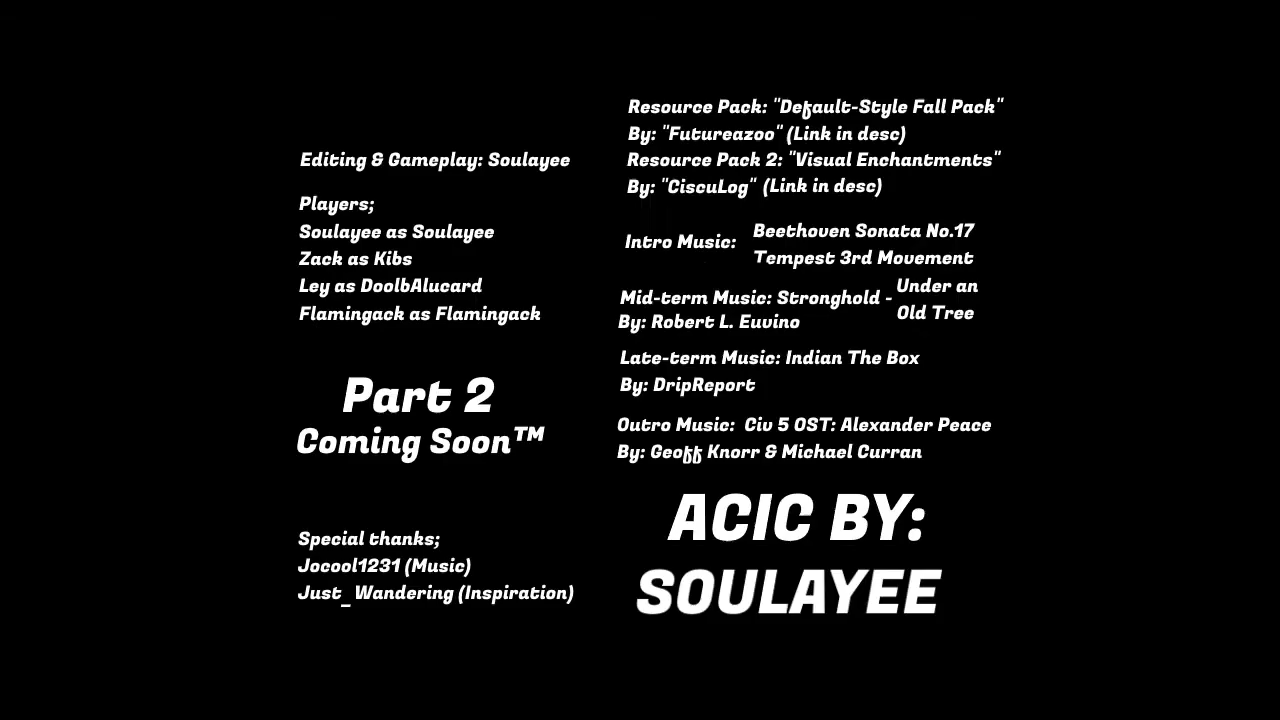 Editing & Gameplay: Soulayee
Players;
Soulayee as Soulayee
Zack as Kibs
Ley as DoolbAlucard
Flamingack as Flamingack
Part 2
Coming Soon™
Special thanks;
Jocool1231 (Music)
Just_Wandering (Inspiration)
Resource Pack: "Default-Style Fall Pack"
By: "Futureazoo" (Link in desc)
Resource Pack 2: "Visual Enchantments"
By: "CiscuLog" (Link in desc)
Intro Music: Beethoven Sonata No.17
Tempest 3rd Movement
Mid-term Music: Stronghold - Under an
Old Tree
By: Robert L. Euvino
Late-term Music: Indian The Box
By: DripReport
Outro Music: Civ 5 OST: Alexander Peace
By: Geoff Knorr & Michael Curran
ACIC BY:
SOULAYEE